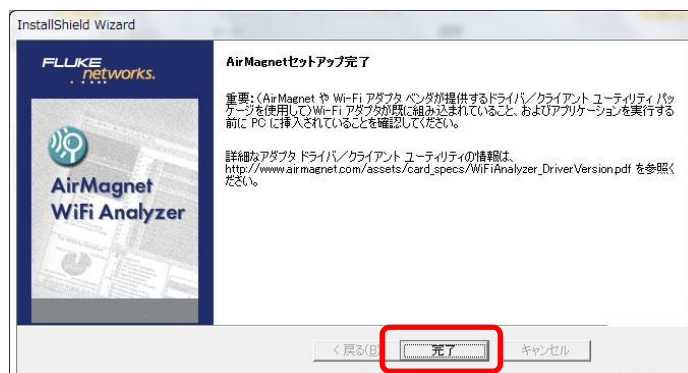 InstallShield Wizard
FLUKE
networks.
AirMagnet
WiFi Analyzer
AirMagnetセットアップ完了
重要:(AirMagnet や Wi-Fi アダプタ ベンダが提供するドライバ/クライアント ユーティリティ パッ
ケージを使用して)Wi-Fi アダプタが既に組み込まれていること、およびアプリケーションを実行する
前に PC に挿入されていることを確認してください。
詳細なアダプタ ドライバ/クライアント ユーティリティの情報は、
http://www.airmagnet.com/assets/card_specs/WiFiAnalyzer_DriverVersion.pdf を参照く
ださい。
< 戻る(B)
完了
キャンセル